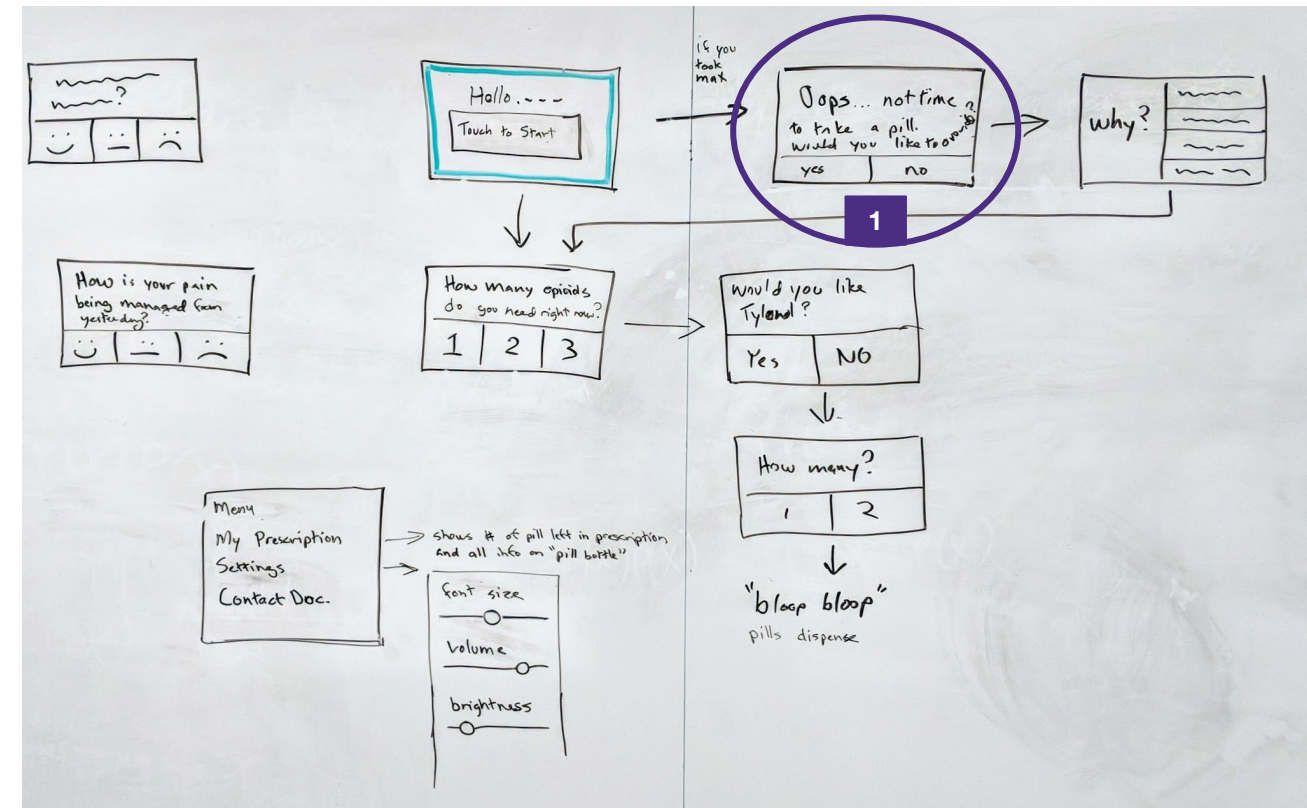 ?
Hello....
Touch to Start
if you
took
max
Oops... not time
to take a pill.
would you like to override?
yes
no
1
why?
How is your pain
being managed from
yesterday?
How many opioids
do you need right now?
1
2
3
would you like
Tylenol?
Yes
NO
How many?
1
2
"bloop bloop"
pills dispense
Menu
My Prescription
Settings
Contact Doc.
shows # of pill left in prescription
and all info on "pill bottle"
font size
volume
brightness